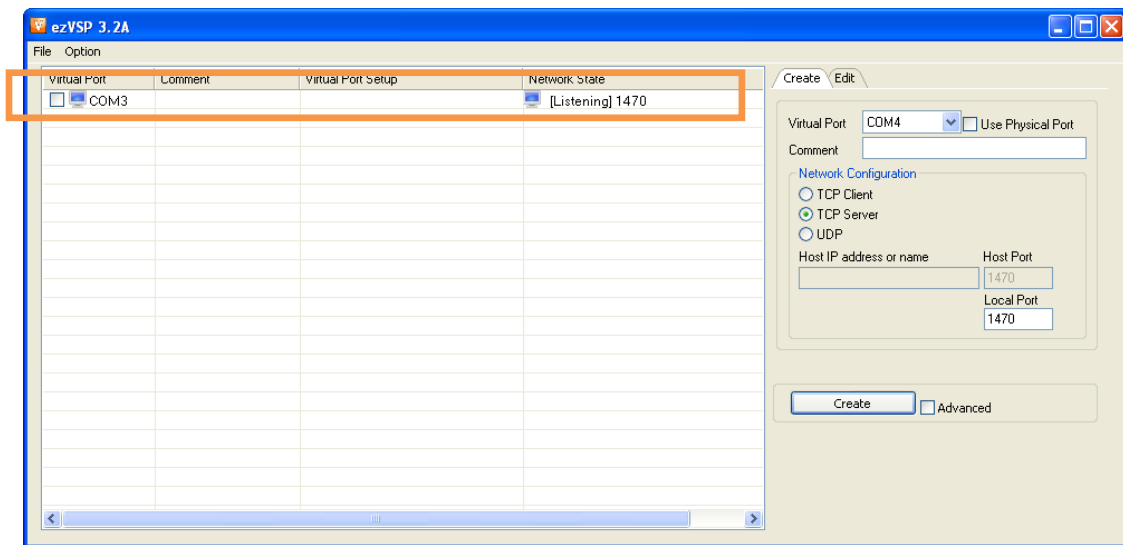 ezVSP 3.2A
File Option
Virtual Port Comment Virtual Port Setup Network State
COM3 [Listening] 1470
Create Edit
Virtual Port COM4 Use Physical Port
Comment
Network Configuration
TCP Client
TCP Server
UDP
Host IP address or name Host Port
1470
Local Port
1470
Create Advanced